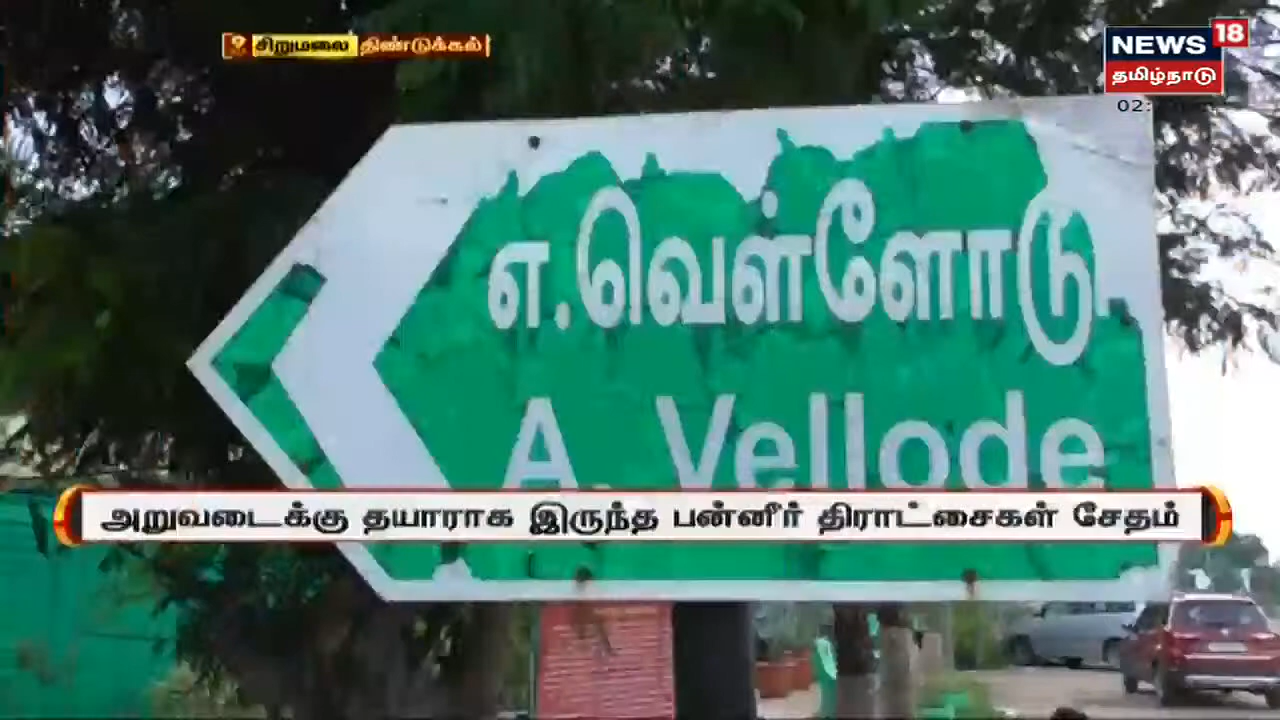 சிறுமலை திண்டுக்கல்
NEWS 18
தமிழ்நாடு
எ.வெள்ளோடு
A. Vellode
அறுவடைக்கு தயாராக இருந்த பன்னீர் திராட்சைகள் சேதம்